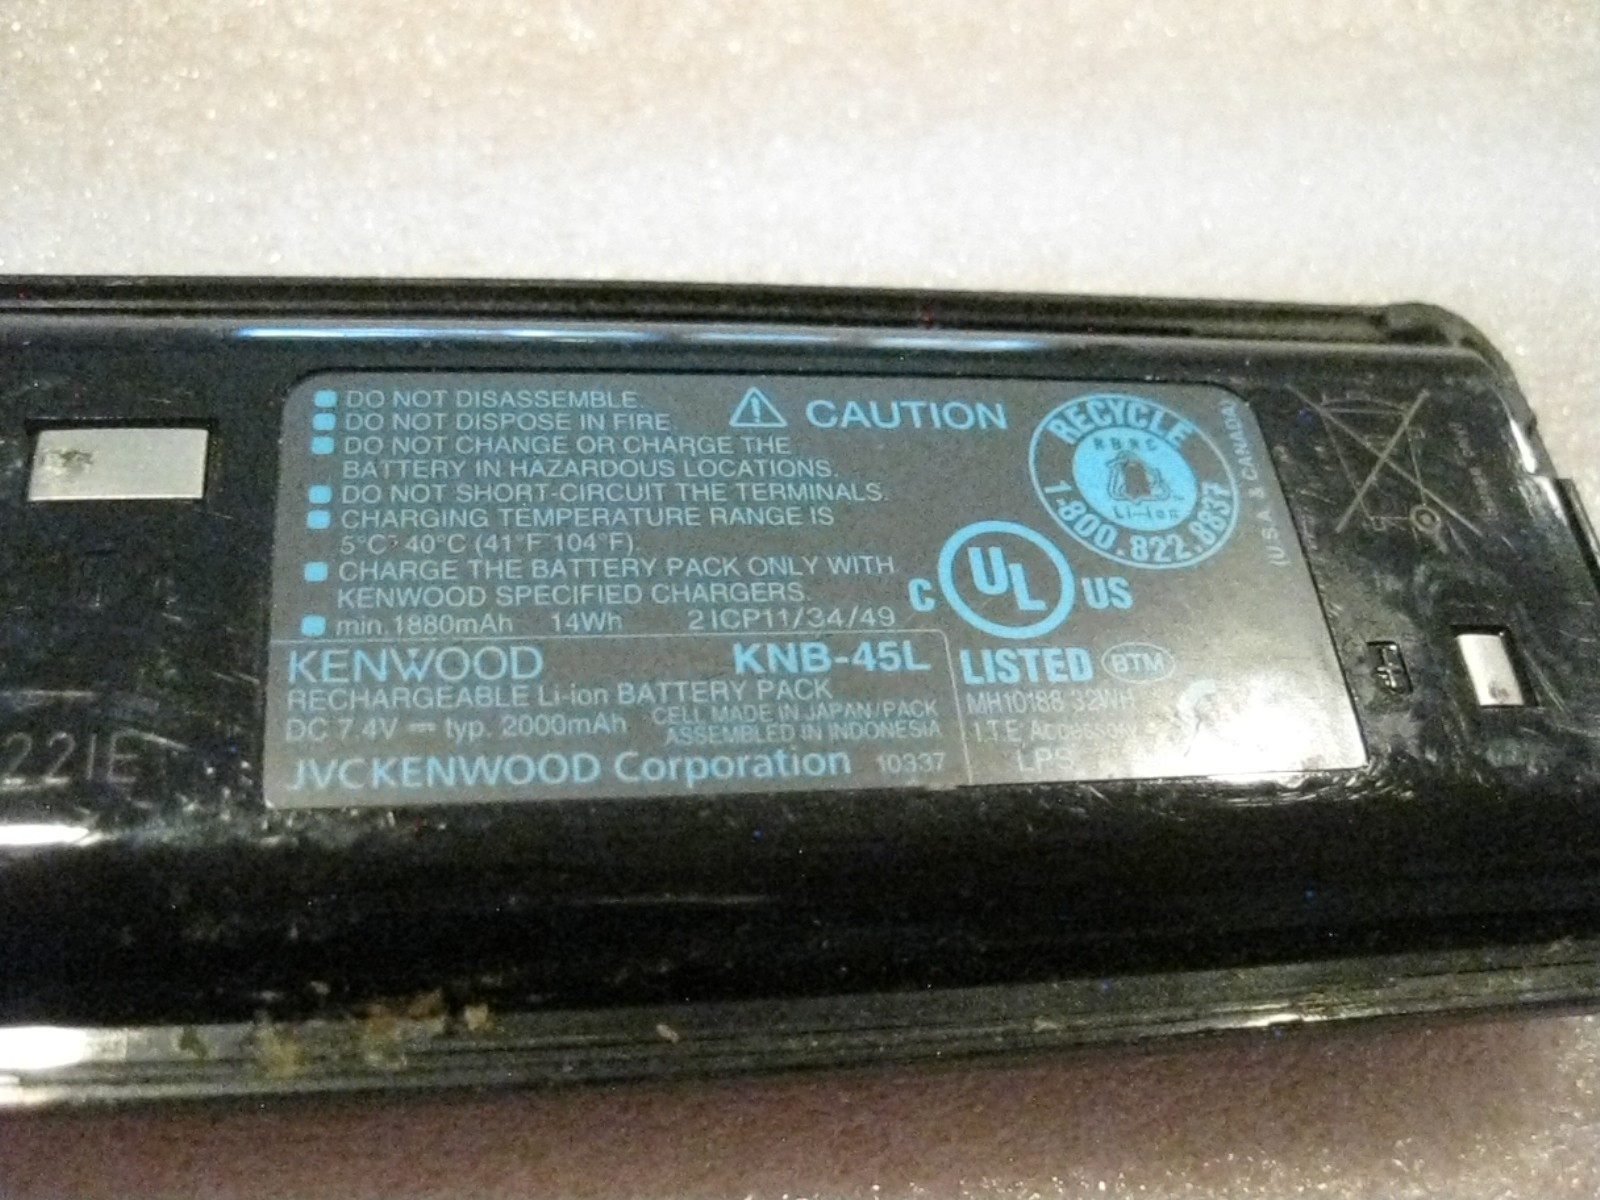 DO NOT DISASSEMBLE.
DO NOT DISPOSE IN FIRE.
DO NOT CHANGE OR CHARGE THE
BATTERY IN HAZARDOUS LOCATIONS.
DO NOT SHORT-CIRCUIT THE TERMINALS.
CHARGING TEMPERATURE RANGE IS
5°C~40°C (41°F~104°F).
CHARGE THE BATTERY PACK ONLY WITH
KENWOOD SPECIFIED CHARGERS.
min.1880mAh 14Wh 2ICP11/34/49
CAUTION
RECYCLE
RBRC
Li-ion
1.800.822.8837
(U.S.A. & CANADA)
C UL US
KENWOOD KNB-45L
RECHARGEABLE Li-ion BATTERY PACK
DC 7.4V typ. 2000mAh
CELL MADE IN JAPAN/PACK
ASSEMBLED IN INDONESIA
JVCKENWOOD Corporation 10337
LISTED BTM
MH10188 32WH
I.T.E Accessory
LPS
221E